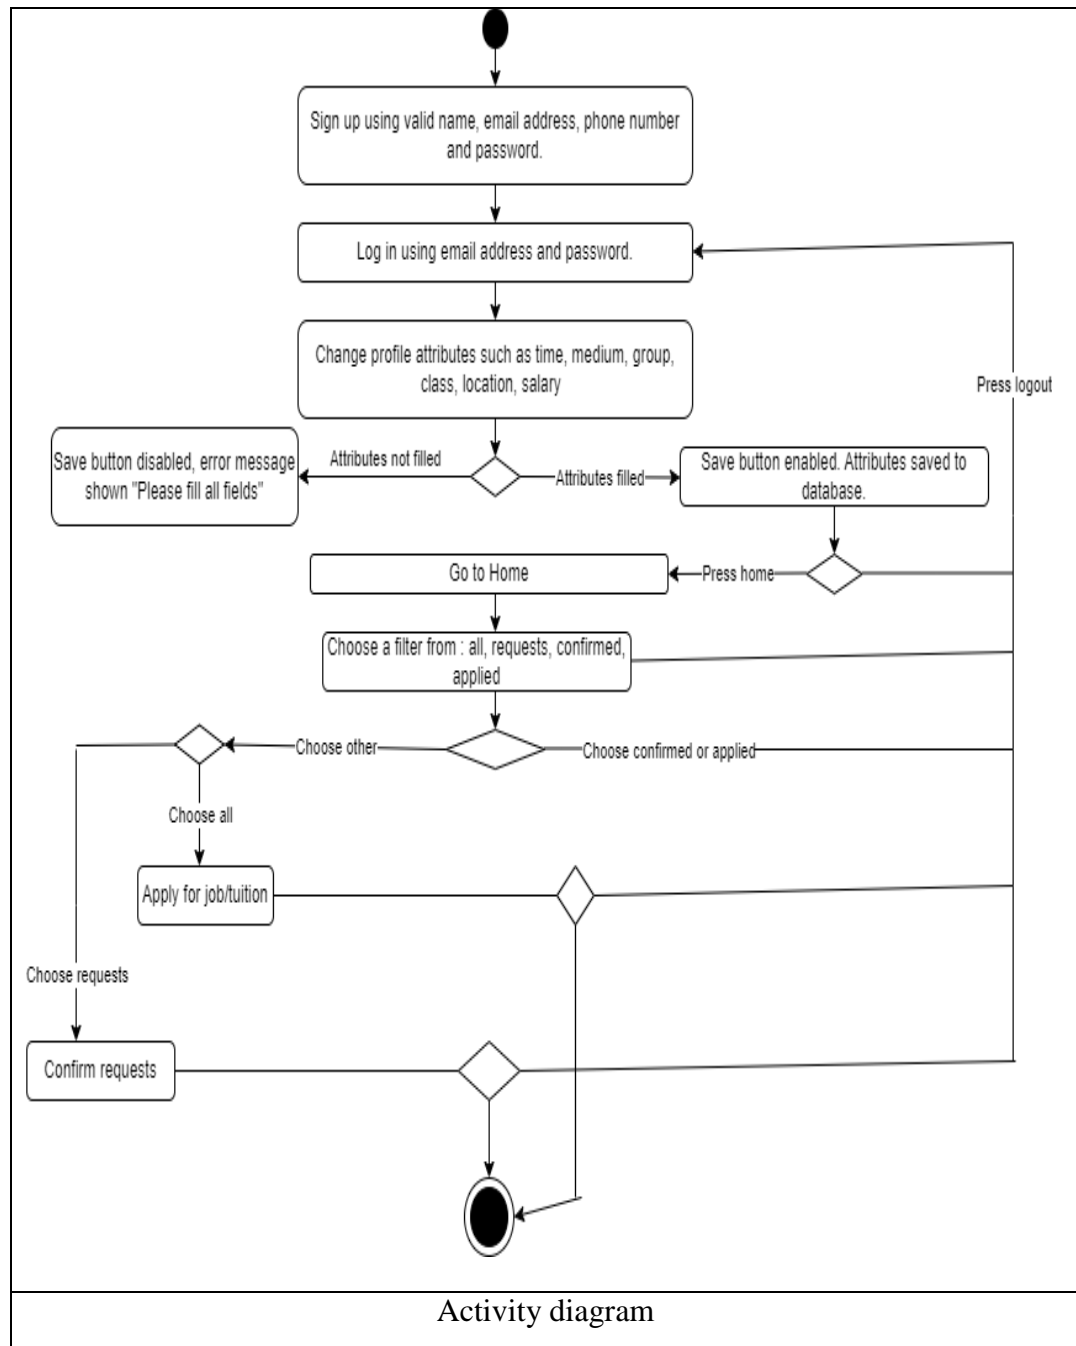 Sign up using valid name, email address, phone number
and password.
Log in using email address and password.
Change profile attributes such as time, medium, group,
class, location, salary
Press logout
Attributes not filled
Save button disabled, error message
shown "Please fill all fields"
Attributes filled
Save button enabled. Attributes saved to
database.
Go to Home
Press home
Choose a filter from : all, requests, confirmed,
applied
Choose other
Choose confirmed or applied
Choose all
Apply for job/tuition
Choose requests
Confirm requests
Activity diagram